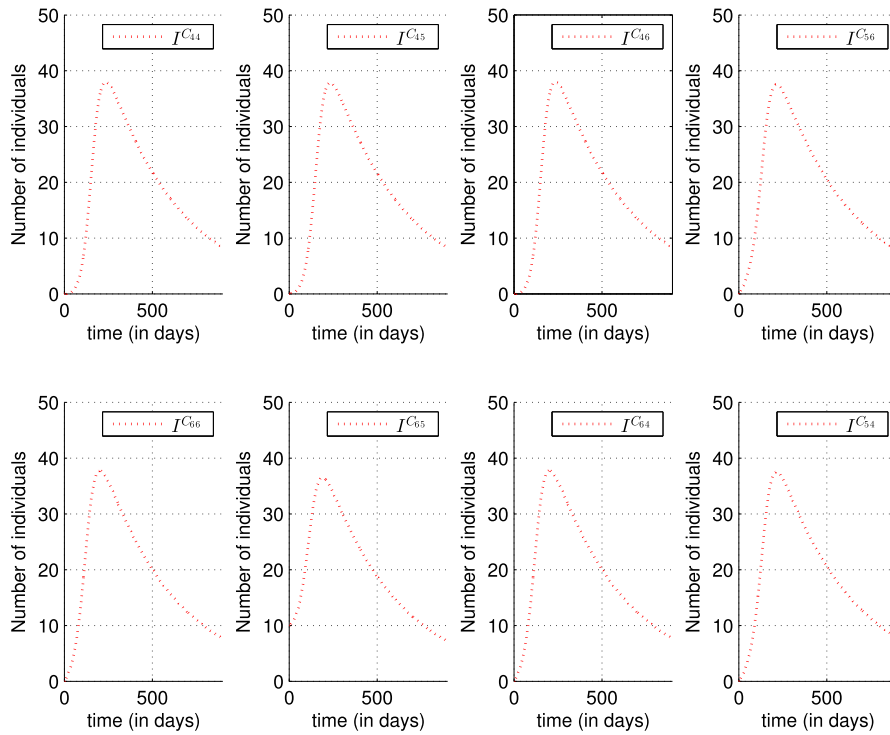 I^{C_{44}}
50
40
30
20
10
0
Number of individuals
0 500
time (in days)
I^{C_{45}}
50
40
30
20
10
0
Number of individuals
0 500
time (in days)
I^{C_{46}}
50
40
30
20
10
0
Number of individuals
0 500
time (in days)
I^{C_{56}}
50
40
30
20
10
0
Number of individuals
0 500
time (in days)
I^{C_{66}}
50
40
30
20
10
0
Number of individuals
0 500
time (in days)
I^{C_{65}}
50
40
30
20
10
0
Number of individuals
0 500
time (in days)
I^{C_{64}}
50
40
30
20
10
0
Number of individuals
0 500
time (in days)
I^{C_{54}}
50
40
30
20
10
0
Number of individuals
0 500
time (in days)